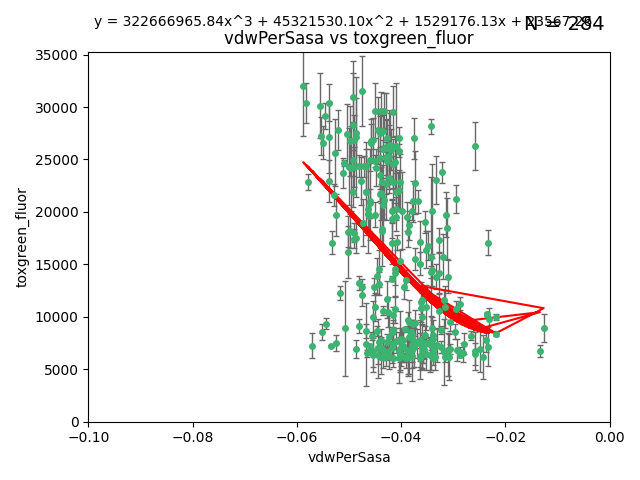 y = 322666965.84x^3 + 45321530.10x^2 + 1529176.13x +
N = 284
vdwPerSasa vs toxgreen_fluor
35000
30000
25000
20000
15000
10000
5000
0
toxgreen_fluor
−0.10
−0.08
−0.06
−0.04
−0.02
0.00
vdwPerSasa